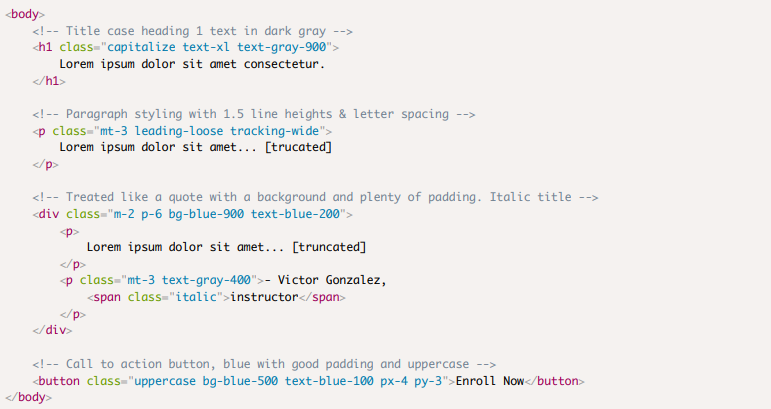 <body>
<!-- Title case heading 1 text in dark gray -->
<h1 class="capitalize text-xl text-gray-900">
Lorem ipsum dolor sit amet consectetur.
</h1>
<!-- Paragraph styling with 1.5 line heights & letter spacing -->
<p class="mt-3 leading-loose tracking-wide">
Lorem ipsum dolor sit amet... [trucated]
</p>
<!-- Treated like a quote with a background and plenty of padding. Italic title -->
<div class="m-2 p-6 bg-blue-900 text-blue-200">
<p>
Lorem ipsum dolor sit amet... [truncated]
</p>
<p class="mt-3 text-gray-400">- Victor Gonzalez,
<span class="italic">instructor</span>
</p>
</div>
<!-- Call to action button, blue with good padding and uppercase -->
<button class="uppercase bg-blue-500 text-blue-100 px-4 py-3">Enroll Now</button>
</body>